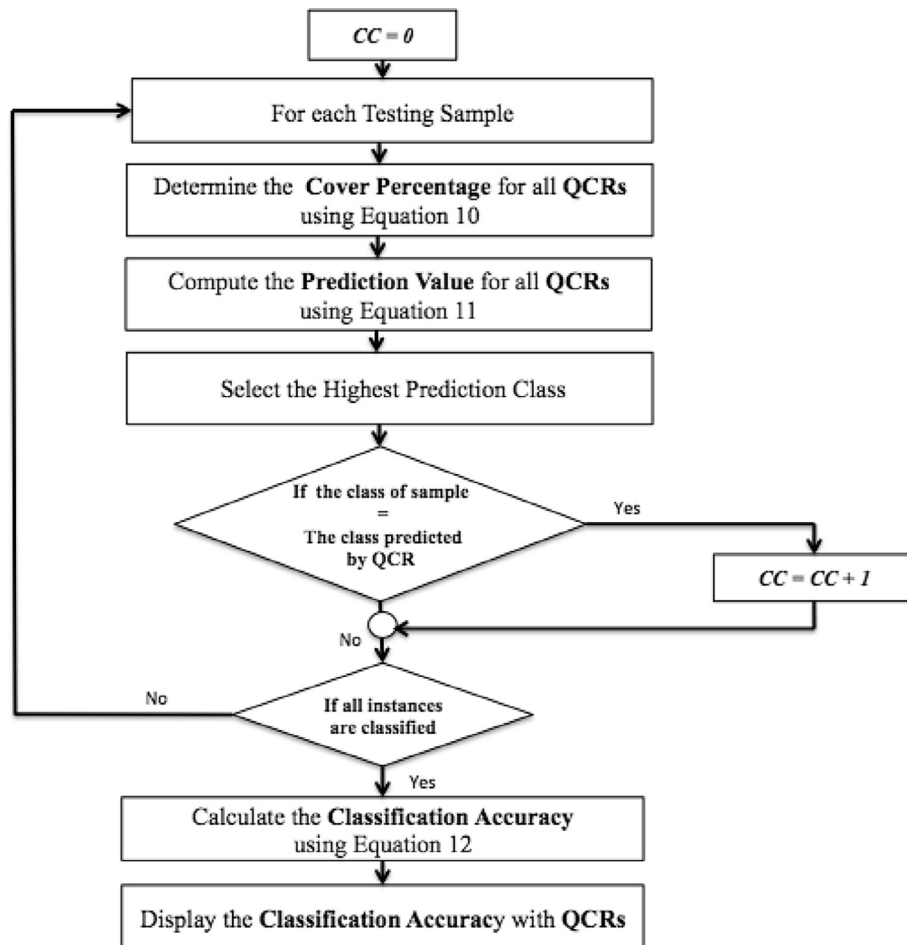 CC = 0
For each Testing Sample
Determine the Cover Percentage for all QCRs
using Equation 10
Compute the Prediction Value for all QCRs
using Equation 11
Select the Highest Prediction Class
If the class of sample
=
The class predicted
by QCR
Yes
CC = CC + 1
No
If all instances
are classified
No
Yes
Calculate the Classification Accuracy
using Equation 12
Display the Classification Accuracy with QCRs